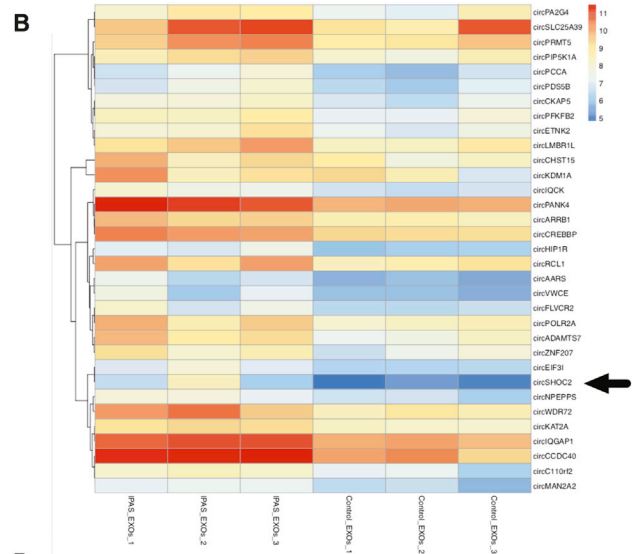 B
circPA2G4
circSLC25A39
circPRMT5
circPIP5K1A
circPCCA
circPDS5B
circCKAP5
circPFKFB2
circETNK2
circLMBR1L
circCHST15
circKDM1A
circIQCK
circPANK4
circARRB1
circCREBBP
circHIP1R
circRCL1
circAARS
circVWCE
circFLVCR2
circPOLR2A
circADAMTS7
circZNF207
circEIF3I
circSHOC2
circNPEPPS
circWDR72
circKAT2A
circIQGAP1
circCCDC40
circC110rf2
circMAN2A2
11
10
9
8
7
6
5
IPAS_EXOs_1
IPAS_EXOs_2
IPAS_EXOs_3
Control_EXOs_1
Control_EXOs_2
Control_EXOs_3